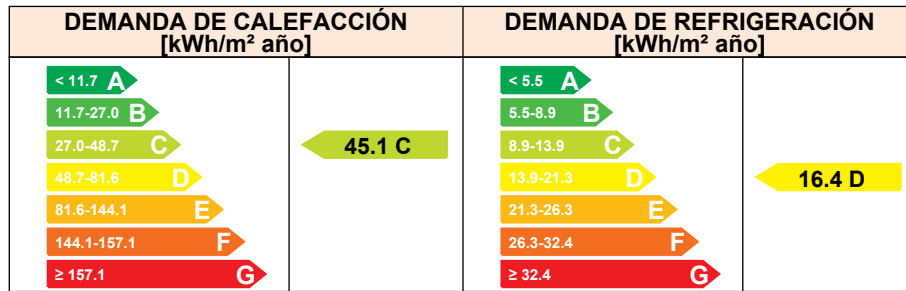 DEMANDA DE CALEFACCIÓN
[kWh/m² año]
DEMANDA DE REFRIGERACIÓN
[kWh/m² año]
< 11.7 A
11.7-27.0 B
27.0-48.7 C
48.7-81.6 D
81.6-144.1 E
144.1-157.1 F
≥ 157.1 G
45.1 C
< 5.5 A
5.5-8.9 B
8.9-13.9 C
13.9-21.3 D
21.3-26.3 E
26.3-32.4 F
≥ 32.4 G
16.4 D